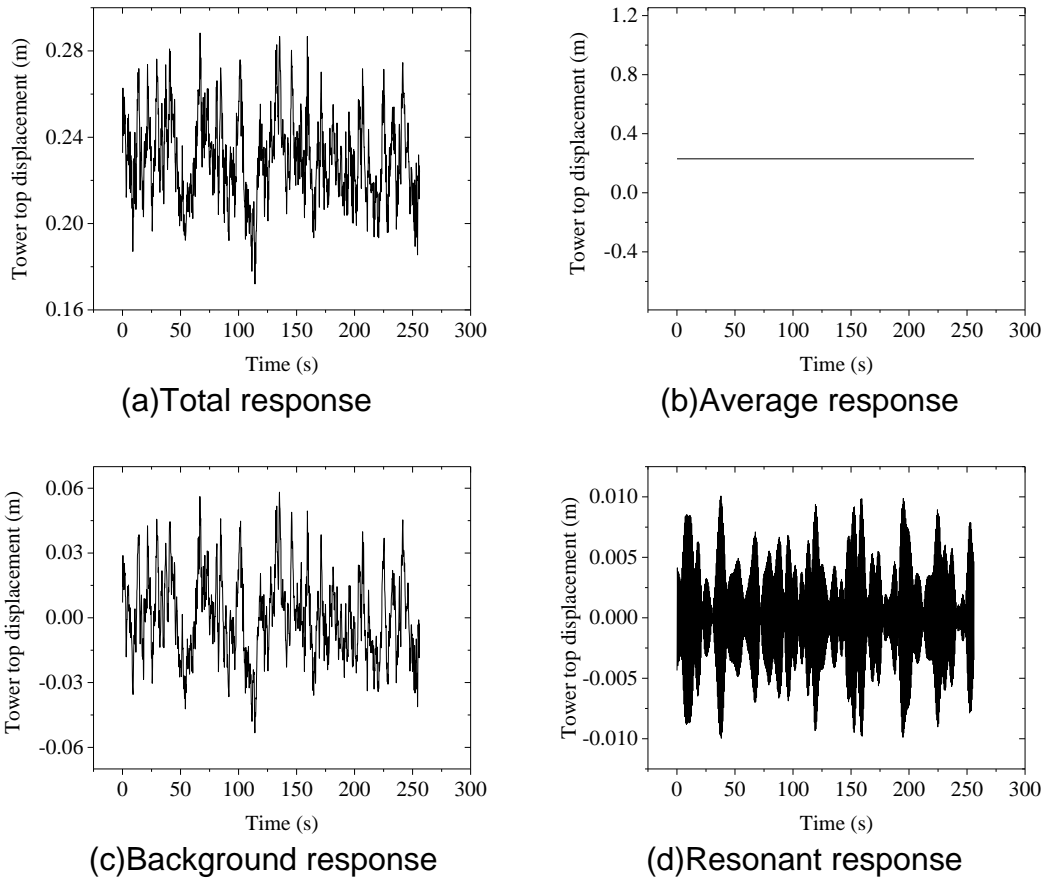 0.28
0.24
0.20
0.16
Tower top displacement (m)
0 50 100 150 200 250 300
Time (s)
(a)Total response
1.2
0.8
0.4
0.0
-0.4
Tower top displacement (m)
0 50 100 150 200 250 300
Time (s)
(b)Average response
0.06
0.03
0.00
-0.03
-0.06
Tower top displacement (m)
0 50 100 150 200 250 300
Time (s)
(c)Background response
0.010
0.005
0.000
-0.005
-0.010
Tower top displacement (m)
0 50 100 150 200 250 300
Time (s)
(d)Resonant response